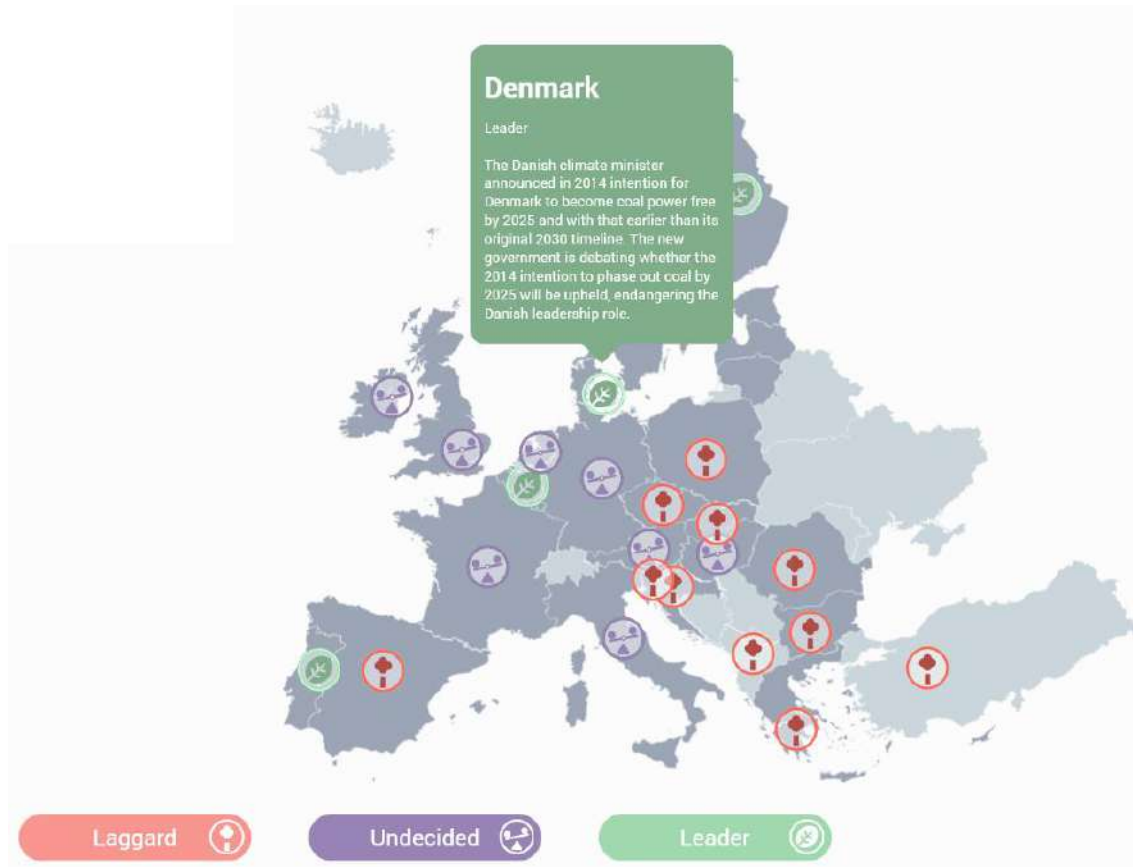 Denmark
Leader
The Danish climate minister
announced in 2014 intention for
Denmark to become coal power free
by 2025 and with that earlier than its
original 2030 timeline. The new
government is debating whether the
2014 intention to phase out coal by
2025 will be upheld, endangering the
Danish leadership role.
Laggard
Undecided
Leader